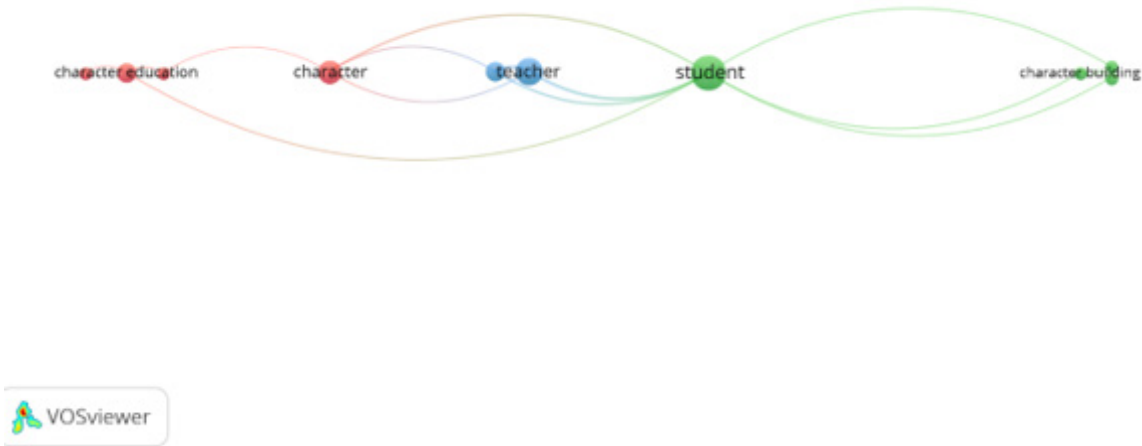 character education
character
teacher
student
character building
VOSviewer